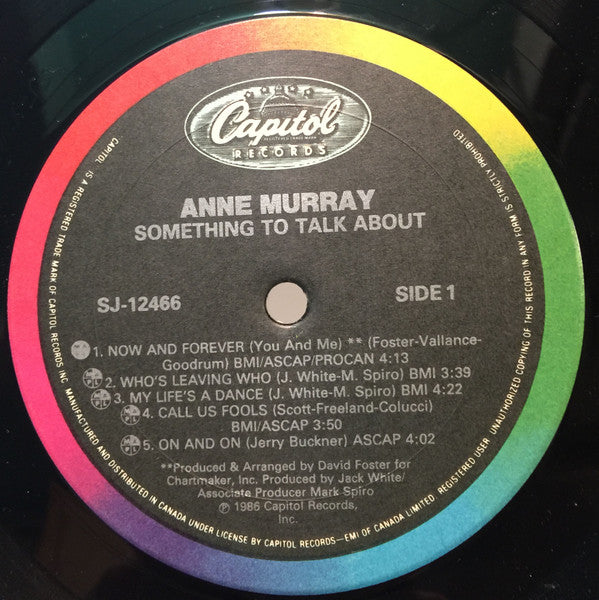 Capitol
REGISTERED TRADE MARK
RECORDS
ANNE MURRAY
SOMETHING TO TALK ABOUT
SJ-12466
SIDE 1
1. NOW AND FOREVER (You And Me) ** (Foster-Vallance-
Goodrum) BMI/ASCAP/PROCAN 4:13
2. WHO'S LEAVING WHO (J. White-M. Spiro) BMI 3:39
3. MY LIFE'S A DANCE (J. White-M. Spiro) BMI 4:22
4. CALL US FOOLS (Scott-Freeland-Colucci)
BMI/ASCAP 3:50
5. ON AND ON (Jerry Buckner) ASCAP 4:02
**Produced & Arranged by David Foster for
Chartmaker, Inc. Produced by Jack White/
Associate Producer Mark Spiro
℗ 1986 Capitol Records,
Inc.
CAPITOL IS A REGISTERED TRADE MARK OF CAPITOL RECORDS INC. MANUFACTURED AND DISTRIBUTED IN CANADA UNDER LICENSE BY CAPITOL RECORDS—EMI OF CANADA LIMITED. REGISTERED USER. UNAUTHORIZED COPYING OF THIS RECORD IN ANY FORM IS STRICTLY PROHIBITED